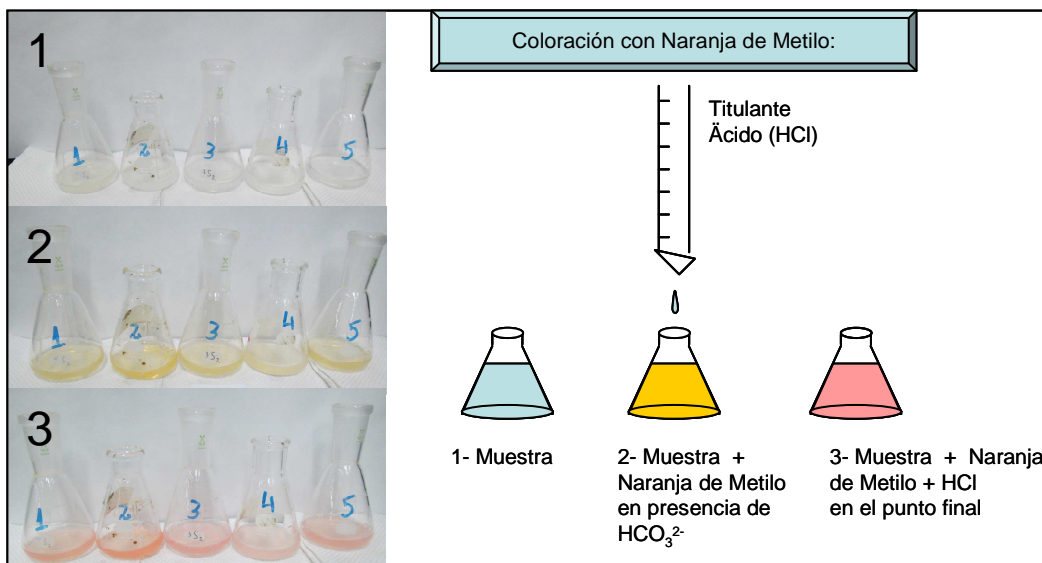 Coloración con Naranja de Metilo:
1
1
2
3
4
5
2
1
2
3
4
5
3
1
2
3
4
5
Titulante
Äcido (HCl)
1- Muestra
2- Muestra +
Naranja de Metilo
en presencia de
HCO₃²⁻
3- Muestra + Naranja
de Metilo + HCl
en el punto final